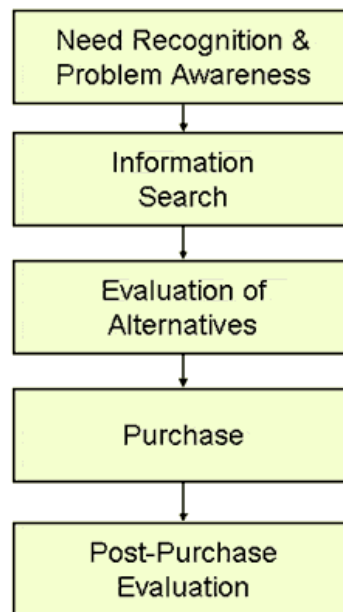 Need Recognition &
Problem Awareness
Information
Search
Evaluation of
Alternatives
Purchase
Post-Purchase
Evaluation